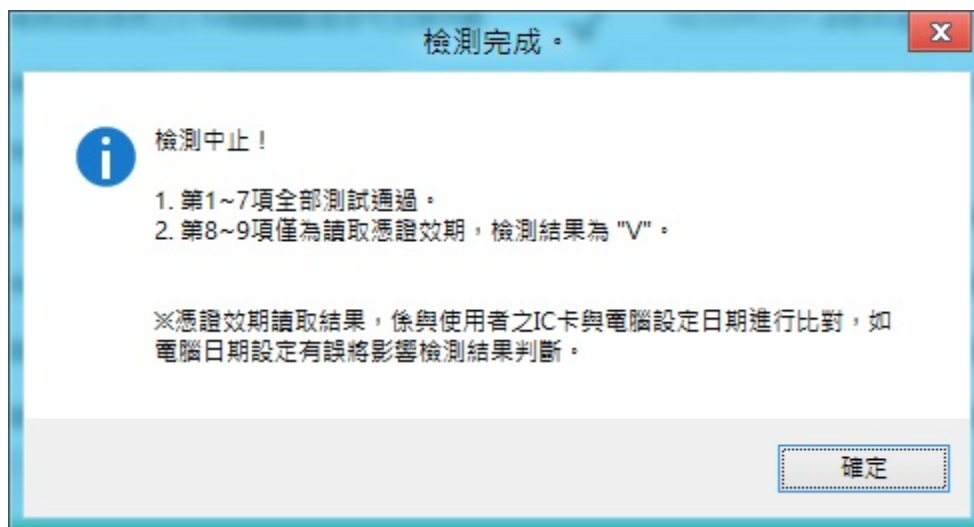 檢測完成。
檢測中止！
1. 第1~7項全部測試通過。
2. 第8~9項僅為讀取憑證效期，檢測結果為 "V"。
※憑證效期讀取結果，係與使用者之IC卡與電腦設定日期進行比對，如
電腦日期設定有誤將影響檢測結果判斷。
確定